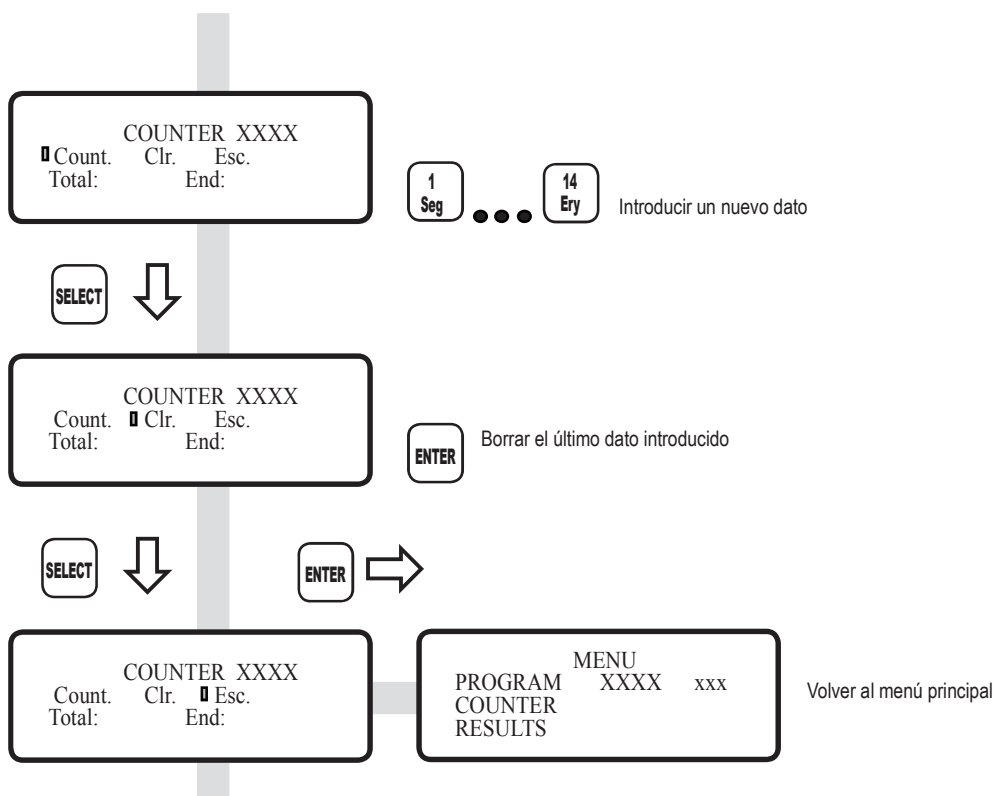 COUNTER XXXX
Count. Clr. Esc.
Total: End:
1
Seg
14
Ery
Introducir un nuevo dato
SELECT
COUNTER XXXX
Count. Clr. Esc.
Total: End:
ENTER
Borrar el último dato introducido
SELECT
ENTER
COUNTER XXXX
Count. Clr. Esc.
Total: End:
MENU
PROGRAM XXXX xxx
COUNTER
RESULTS
Volver al menú principal